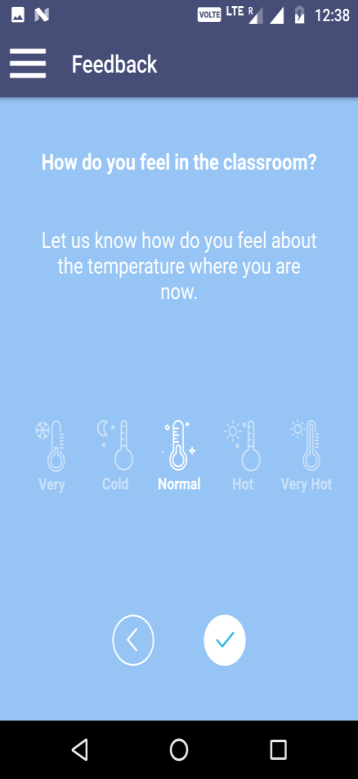 VOLTE LTE R 12:38
Feedback
How do you feel in the classroom?
Let us know how do you feel about
the temperature where you are
now.
Very Cold Normal Hot Very Hot